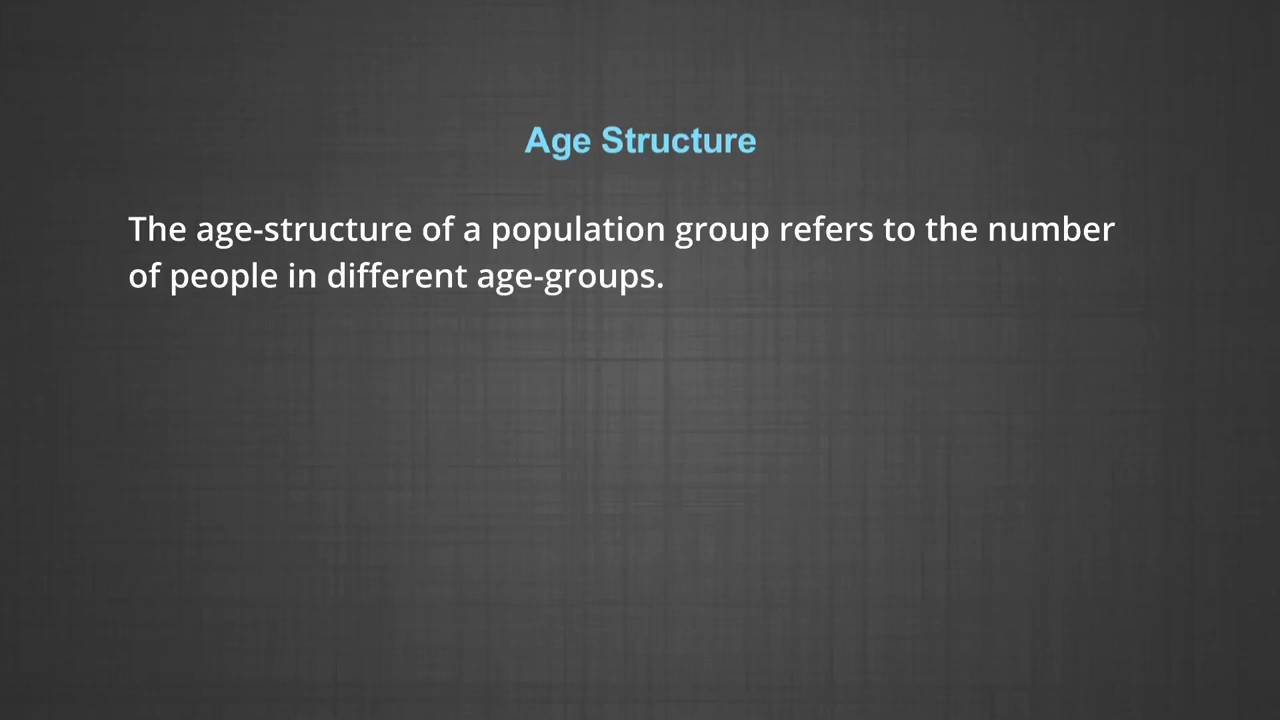 Age Structure
The age-structure of a population group refers to the number
of people in different age-groups.